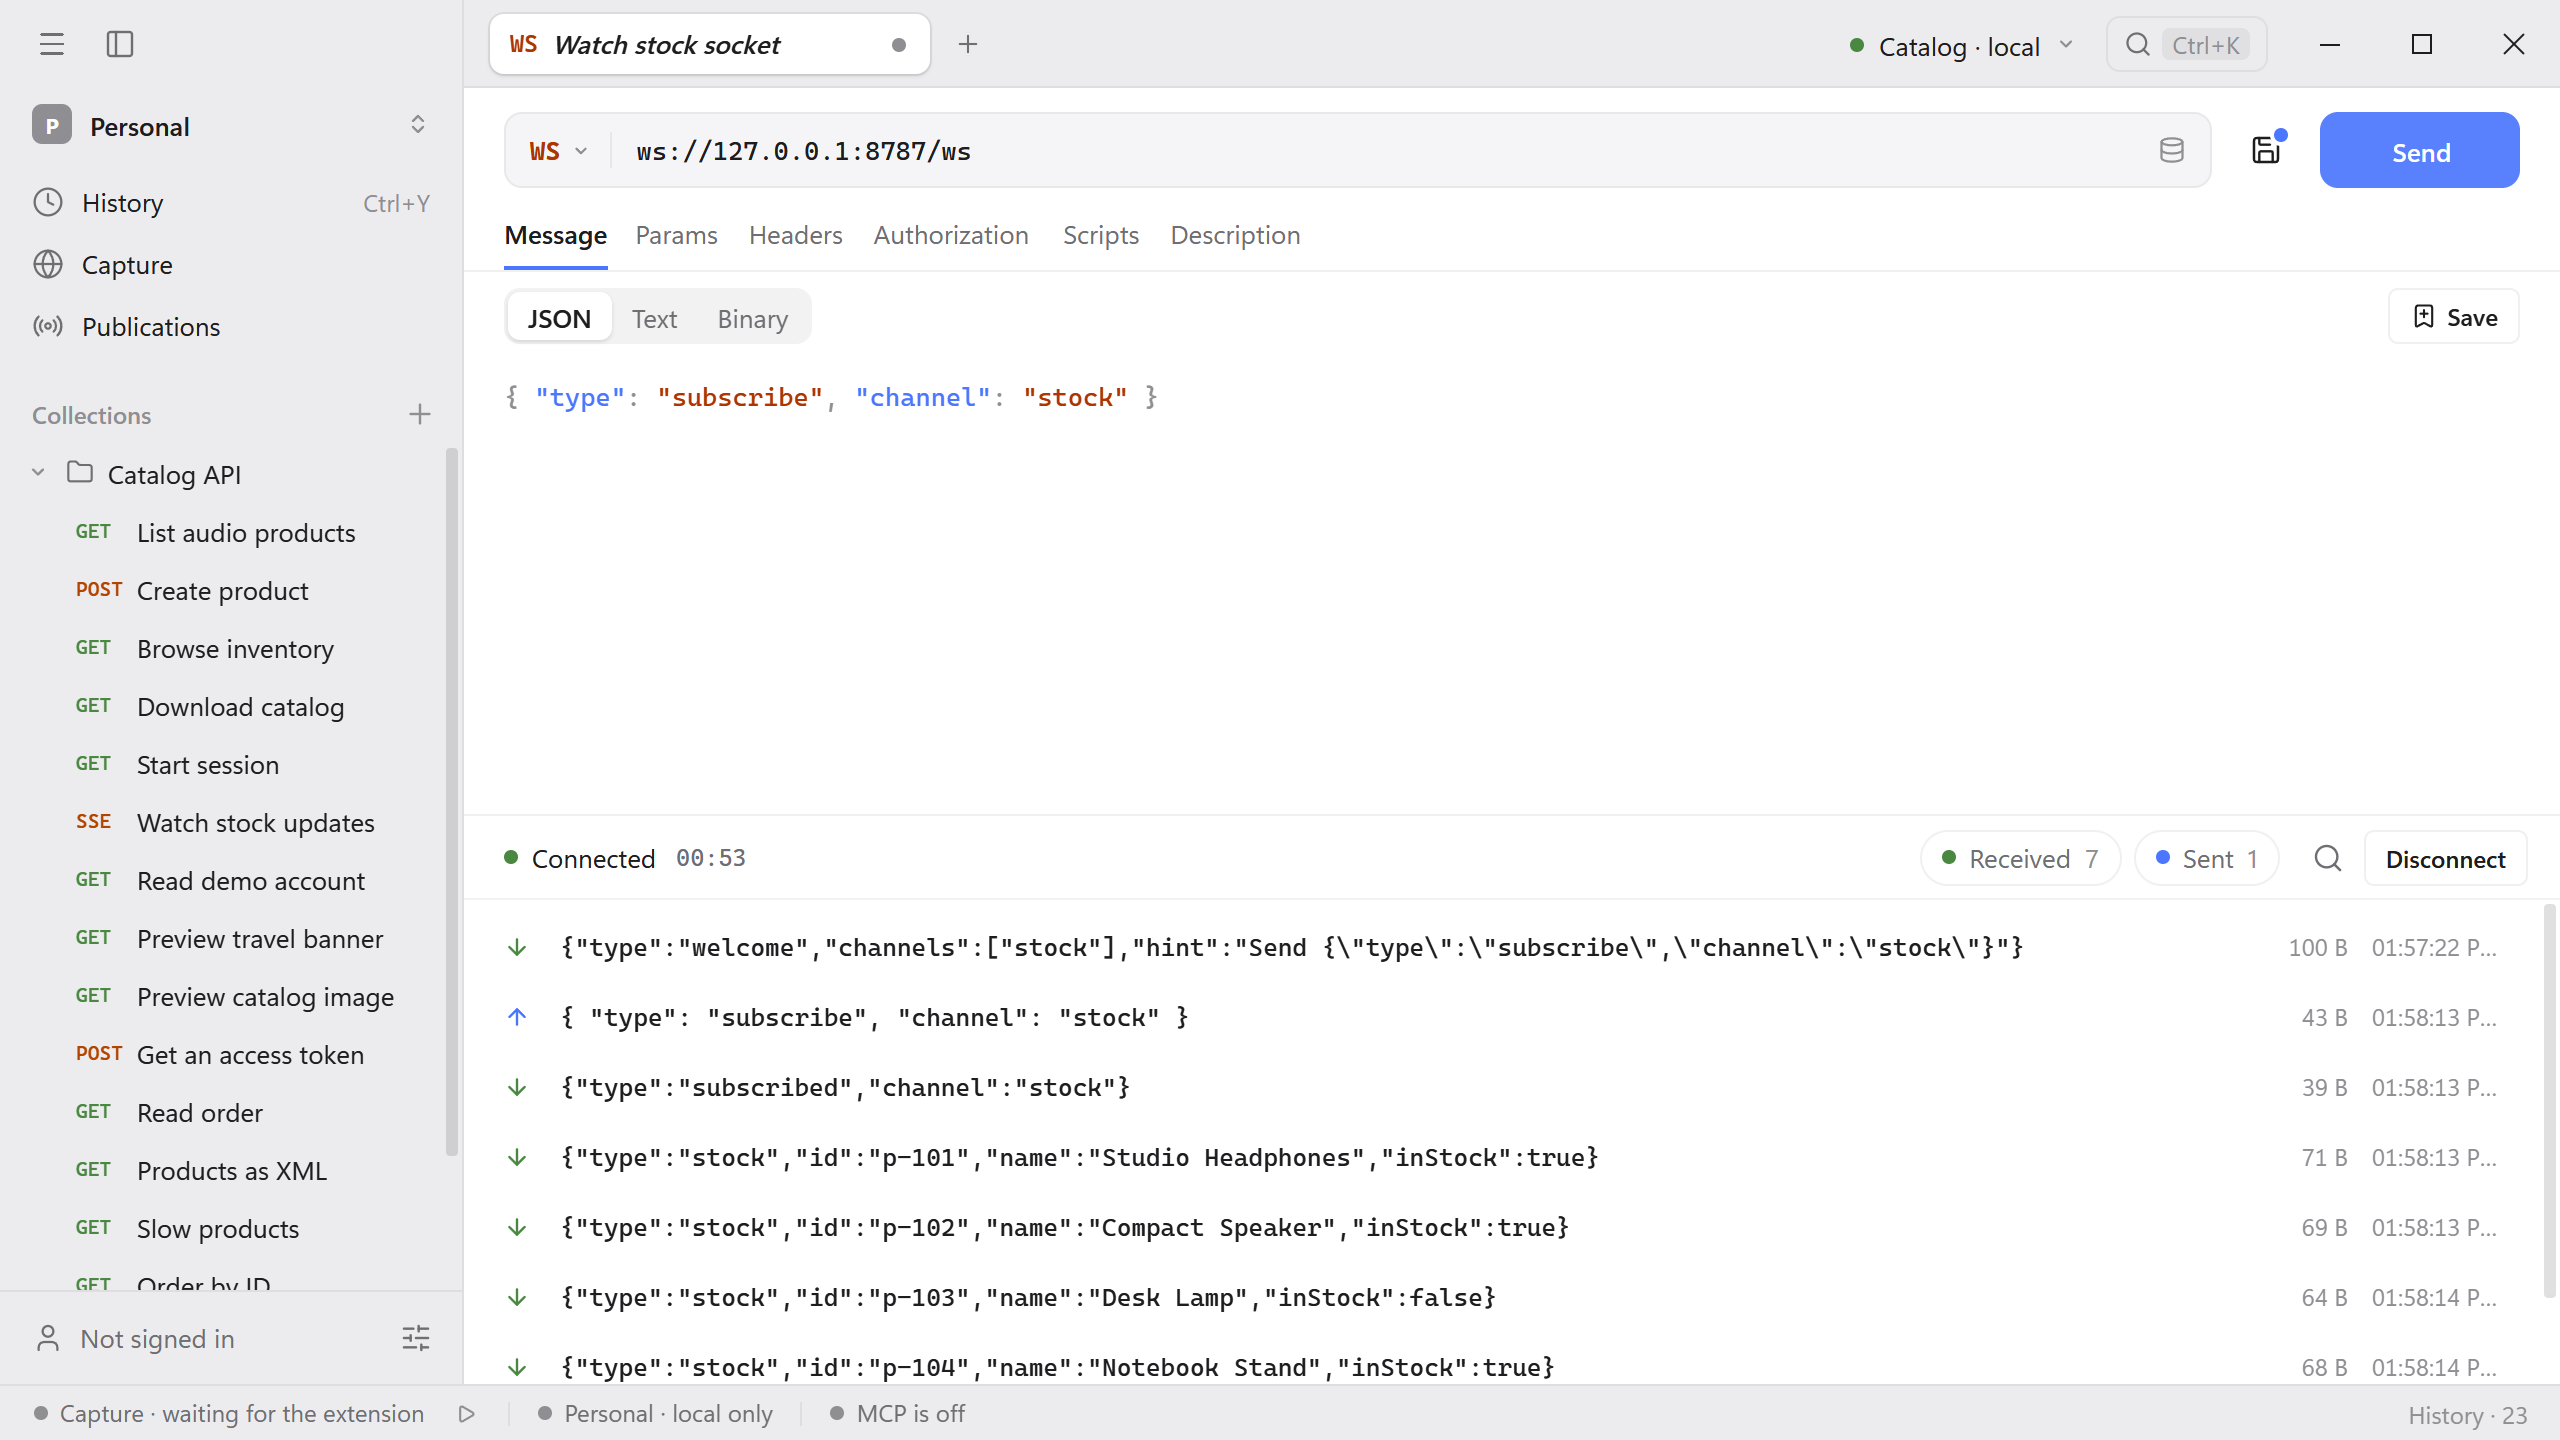 WS Watch stock socket
Catalog · local
Ctrl+K
P Personal
History Ctrl+Y
Capture
Publications
Collections
Catalog API
GET List audio products
POST Create product
GET Browse inventory
GET Download catalog
GET Start session
SSE Watch stock updates
GET Read demo account
GET Preview travel banner
GET Preview catalog image
POST Get an access token
GET Read order
GET Products as XML
GET Slow products
GET Order by ID
Not signed in
WS ws://127.0.0.1:8787/ws
Send
Message Params Headers Authorization Scripts Description
JSON Text Binary
Save
{ "type": "subscribe", "channel": "stock" }
Connected 00:53
Received 7
Sent 1
Disconnect
{"type":"welcome","channels":["stock"],"hint":"Send {\"type\":\"subscribe\",\"channel\":\"stock\"}"} 100 B 01:57:22 P...
{ "type": "subscribe", "channel": "stock" } 43 B 01:58:13 P...
{"type":"subscribed","channel":"stock"} 39 B 01:58:13 P...
{"type":"stock","id":"p-101","name":"Studio Headphones","inStock":true} 71 B 01:58:13 P...
{"type":"stock","id":"p-102","name":"Compact Speaker","inStock":true} 69 B 01:58:13 P...
{"type":"stock","id":"p-103","name":"Desk Lamp","inStock":false} 64 B 01:58:14 P...
{"type":"stock","id":"p-104","name":"Notebook Stand","inStock":true} 68 B 01:58:14 P...
Capture · waiting for the extension
Personal · local only
MCP is off
History · 23